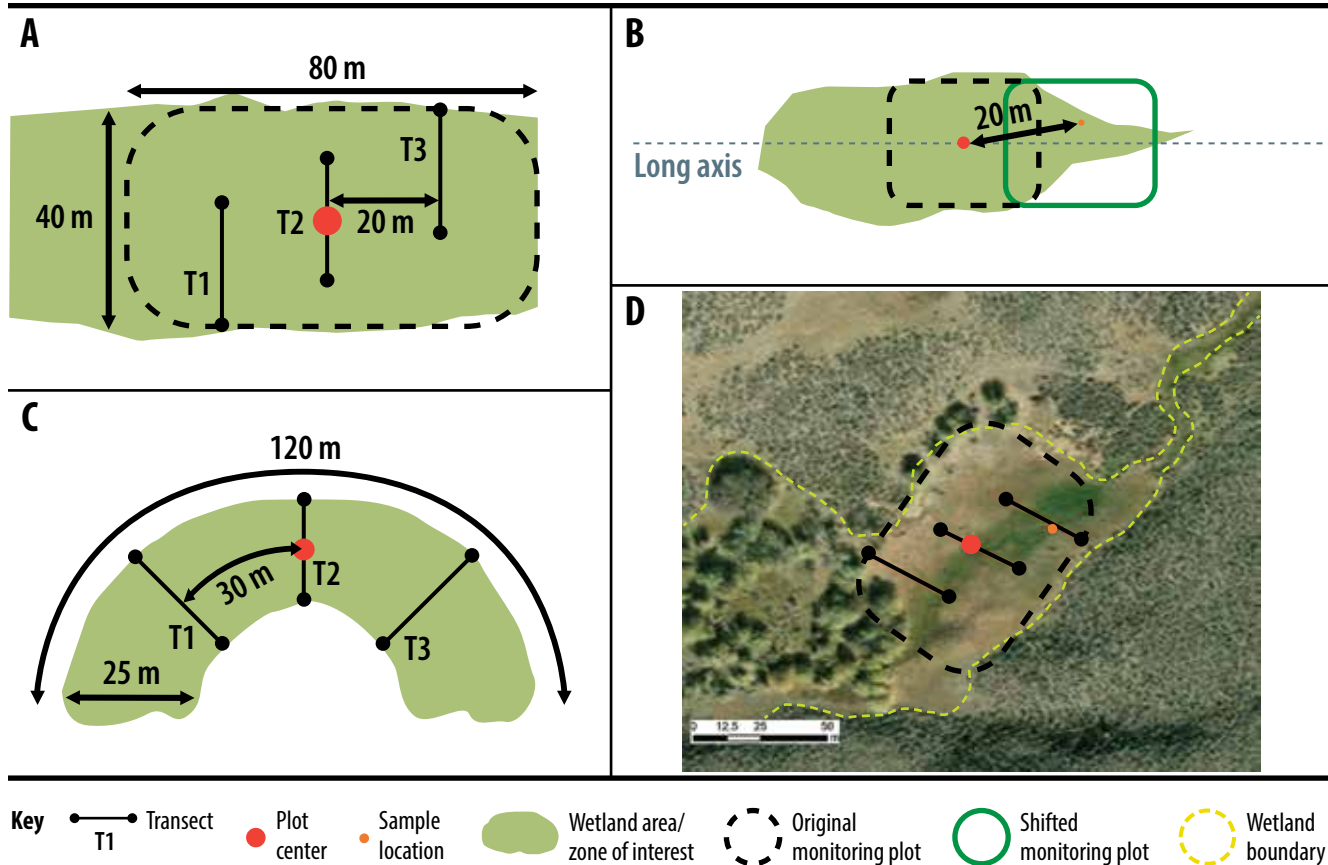 A
80 m
T3
40 m
T2
20 m
T1
B
20 m
Long axis
C
120 m
30 m
T2
T1
T3
25 m
D
0 12.5 25 50
m
Key
T1
Transect
Plot
center
Sample
location
Wetland area/
zone of interest
Original
monitoring plot
Shifted
monitoring plot
Wetland
boundary